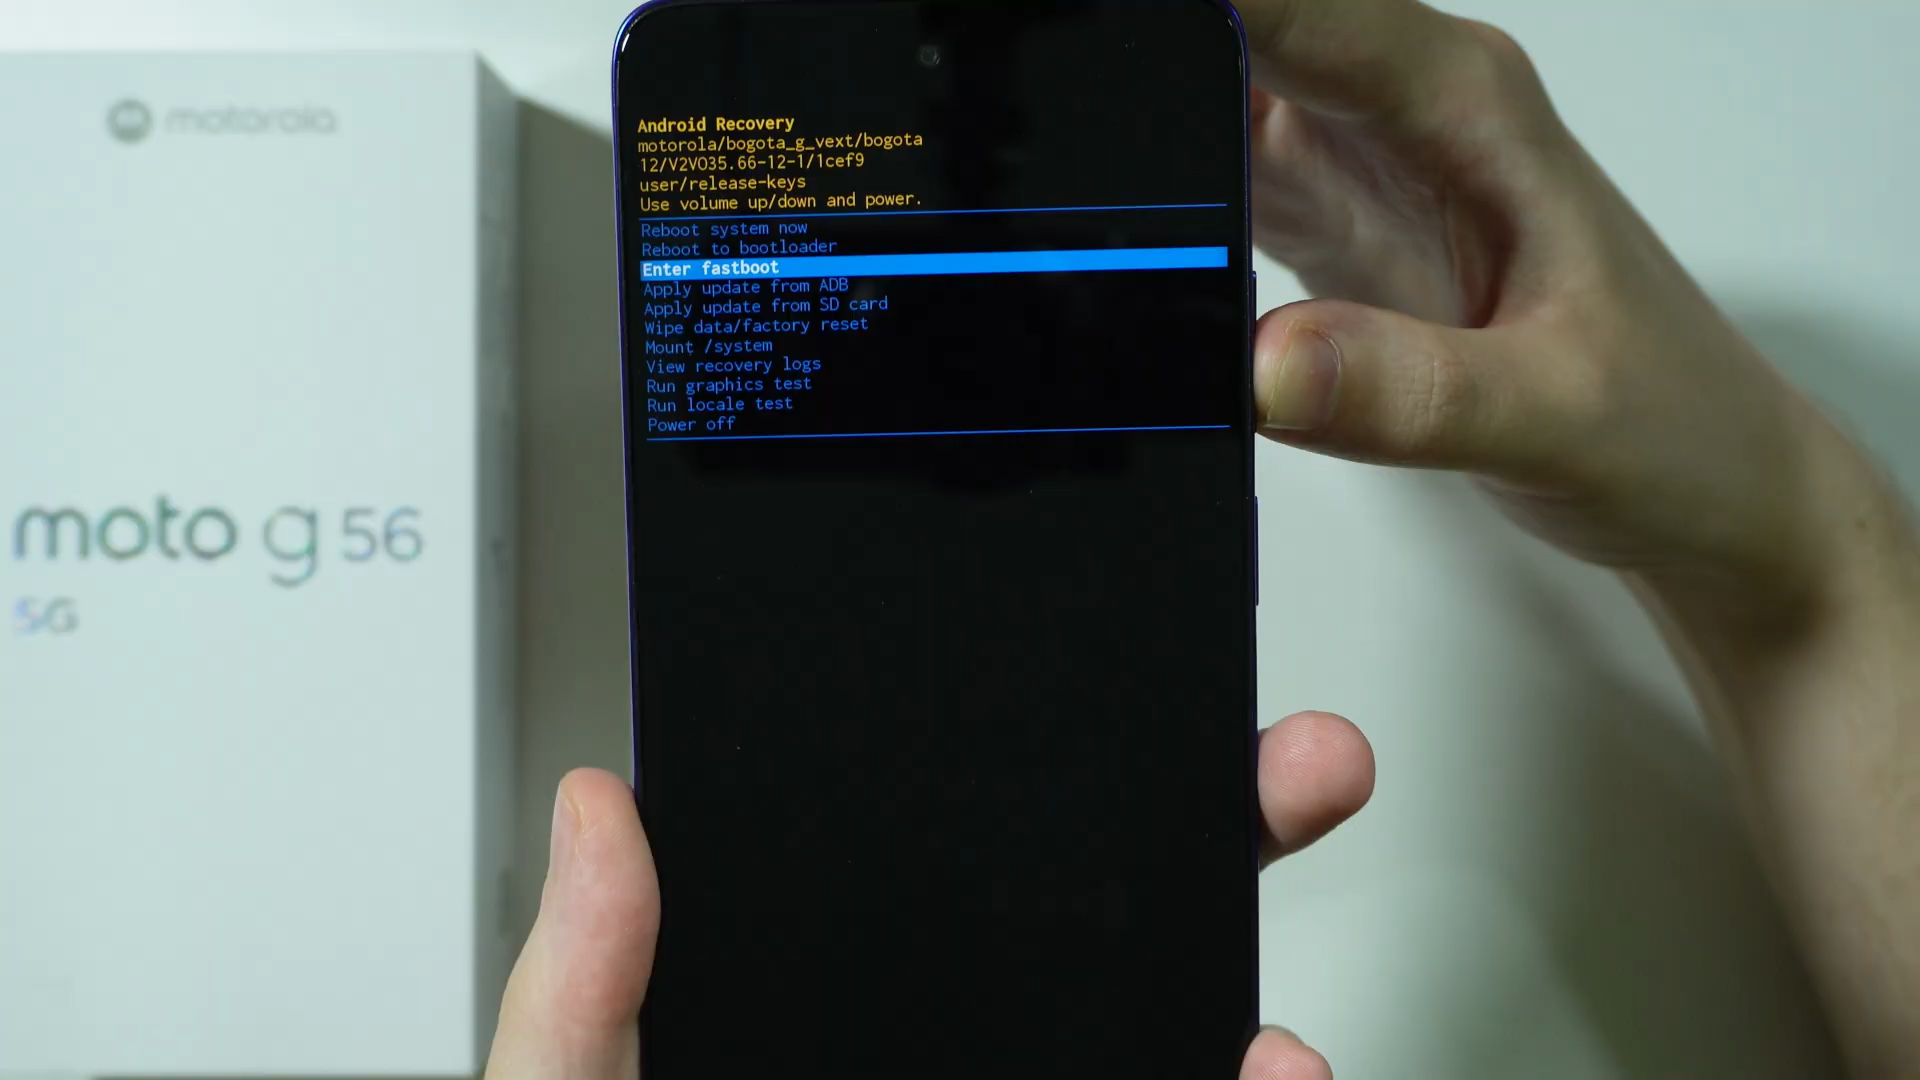 motorola
moto g 56
5G
Android Recovery
motorola/bogota_g_vext/bogota
12/V2VO35.66-12-1/1cef9
user/release-keys
Use volume up/down and power.
Reboot system now
Reboot to bootloader
Enter fastboot
Apply update from ADB
Apply update from SD card
Wipe data/factory reset
Mount /system
View recovery logs
Run graphics test
Run locale test
Power off